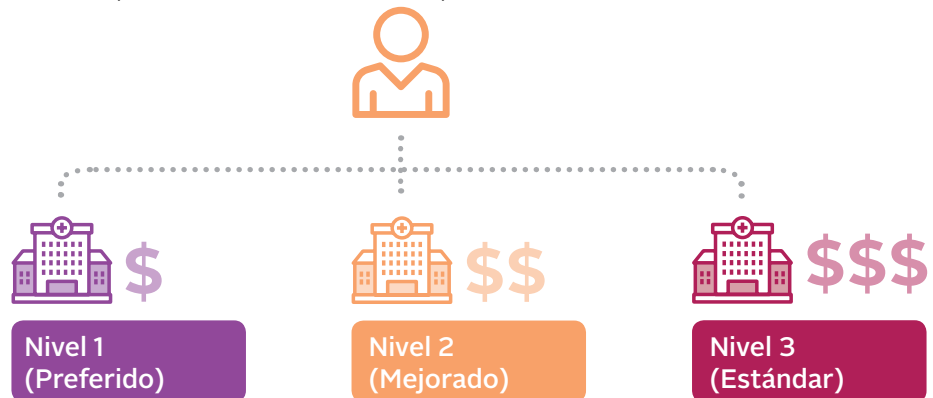 $
$$
$$$
Nivel 1
(Preferido)
Nivel 2
(Mejorado)
Nivel 3
(Estándar)